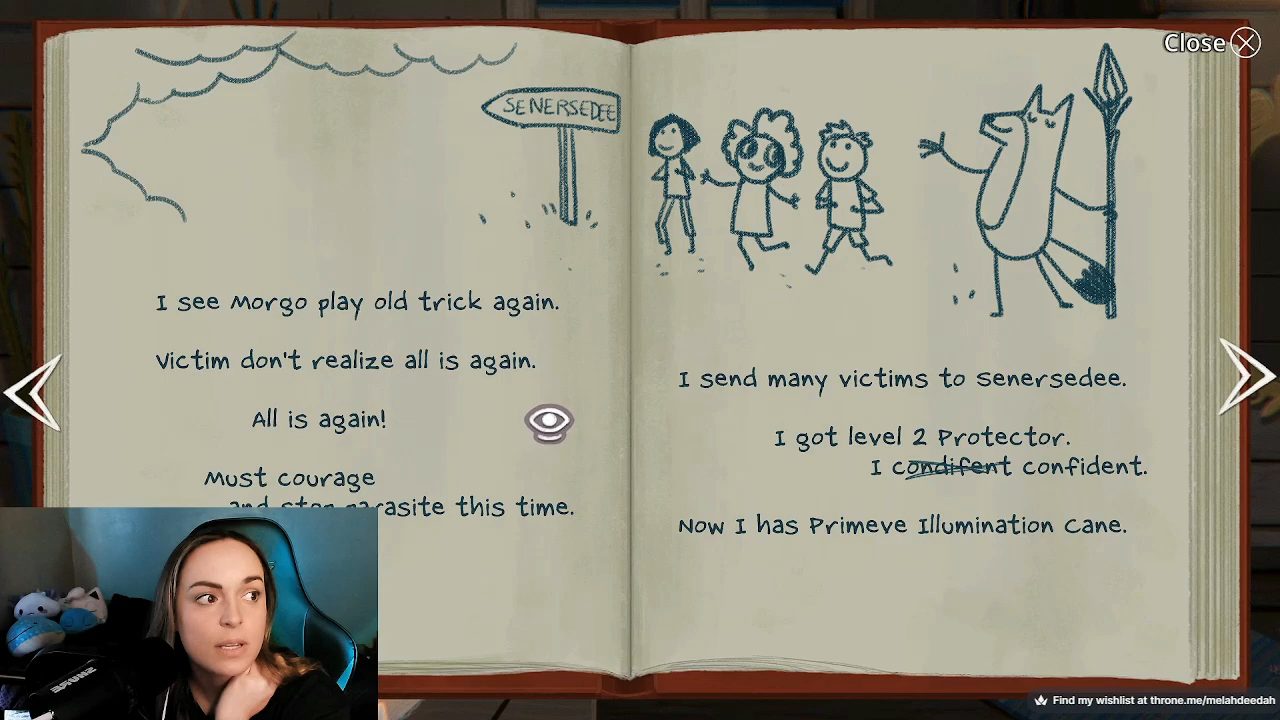 Close
SENERSEDEE
I see Morgo play old trick again.
Victim don't realize all is again.
All is again!
Must courage
and stop parasite this time.
I send many victims to Senersedee.
I got level 2 Protector.
I condifent confident.
Now I has Primeve Illumination Cane.
Find my wishlist at throne.me/melahdeedah